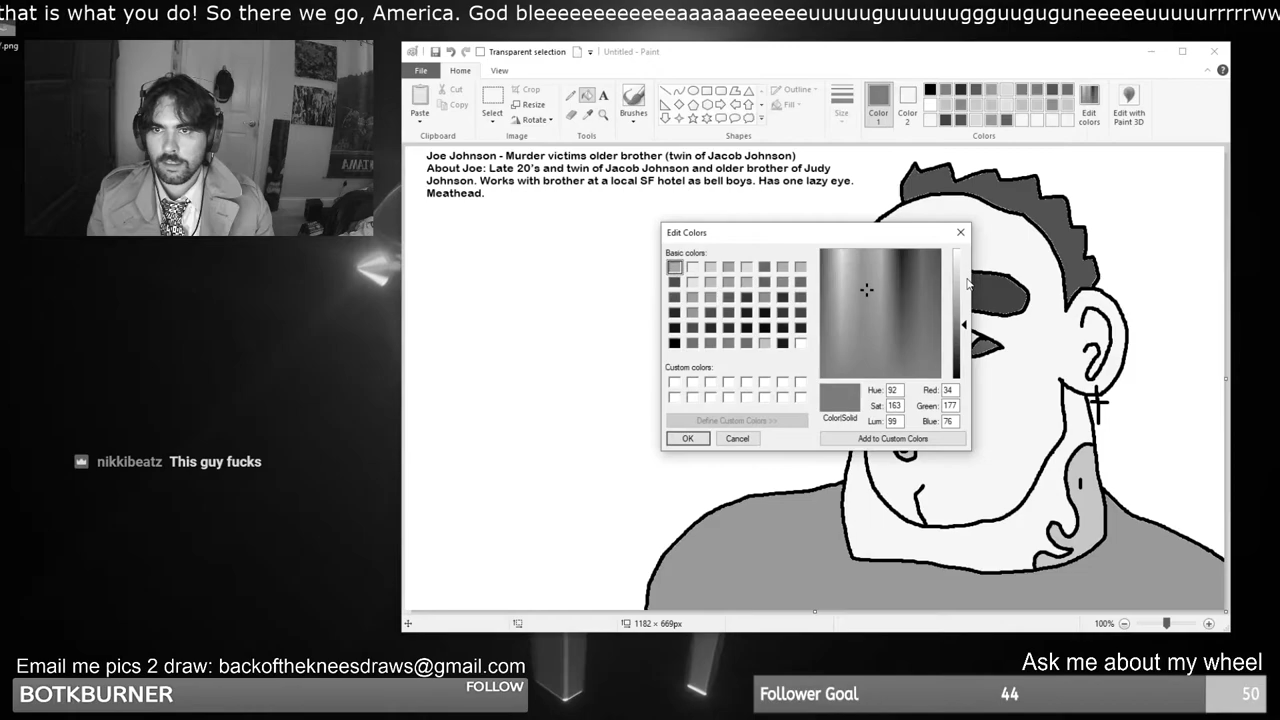 that is what you do! So there we go, America. God bleeeeeeeeeeeeaaaaaaeeeeeuuuuuguuuuuuggguuguguneeeeeuuuuurrrrrww
7.png
Transparent selection
Untitled - Paint
File
Home
View
Paste
Cut
Copy
Clipboard
Select
Crop
Resize
Rotate
Image
A
Tools
Brushes
Outline
Fill
Shapes
Size
Color 1
Color 2
Edit colors
Colors
Edit with Paint 3D
Joe Johnson - Murder victims older brother (twin of Jacob Johnson)
About Joe: Late 20's and twin of Jacob Johnson and older brother of Judy
Johnson. Works with brother at a local SF hotel as bell boys. Has one lazy eye.
Meathead.
Edit Colors
Basic colors:
Custom colors:
Define Custom Colors >>
OK
Cancel
Color|Solid
Hue: 92
Red: 34
Sat: 163
Green: 177
Lum: 99
Blue: 76
Add to Custom Colors
nikkibeatz This guy fucks
1182 × 669px
100%
Email me pics 2 draw: backofthekneesdraws@gmail.com
Ask me about my wheel
BOTKBURNER
FOLLOW
Follower Goal 44 50